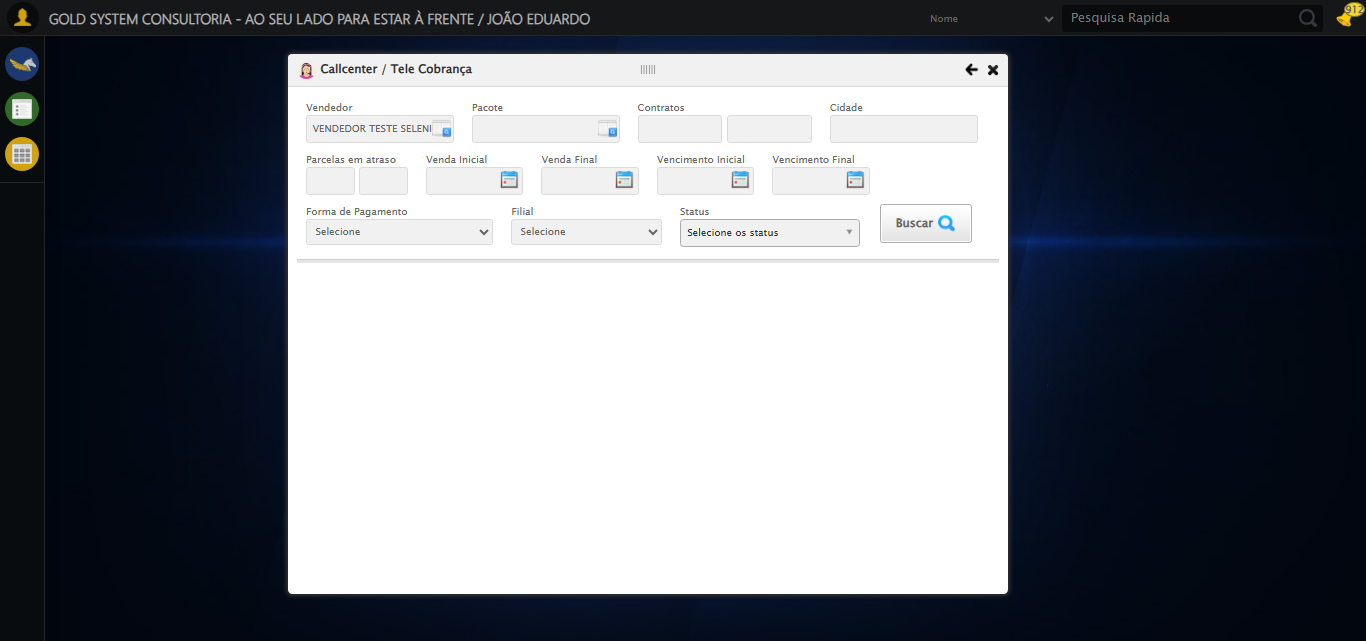 GOLD SYSTEM CONSULTORIA - AO SEU LADO PARA ESTAR À FRENTE / JOÃO EDUARDO
Nome
Pesquisa Rapida
912
Callcenter / Tele Cobrança
Vendedor
Pacote
Contratos
Cidade
VENDEDOR TESTE SELENI
Parcelas em atraso
Venda Inicial
Venda Final
Vencimento Inicial
Vencimento Final
Forma de Pagamento
Filial
Status
Selecione
Selecione
Selecione os status
Buscar